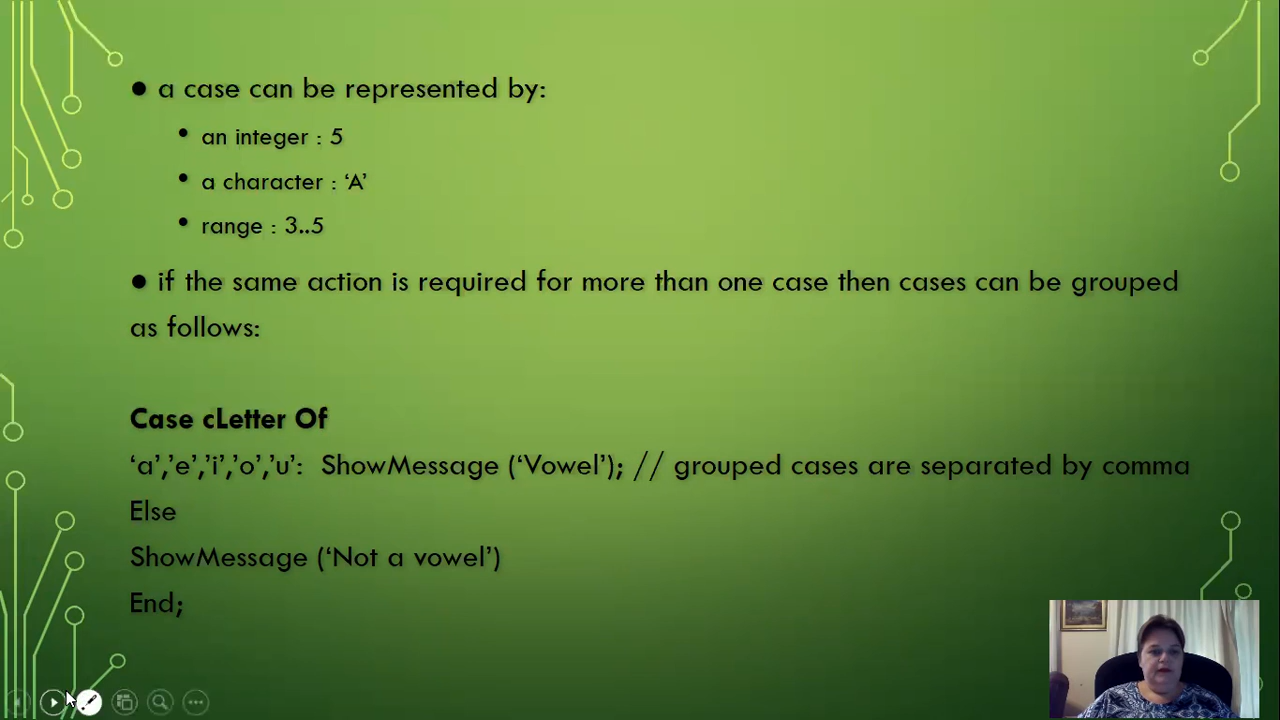 ● a case can be represented by:
• an integer : 5
• a character : ‘A’
• range : 3..5
● if the same action is required for more than one case then cases can be grouped
as follows:
Case cLetter Of
‘a’,’e’,’i’,’o’,’u’: ShowMessage (‘Vowel’); // grouped cases are separated by comma
Else
ShowMessage (‘Not a vowel’)
End;